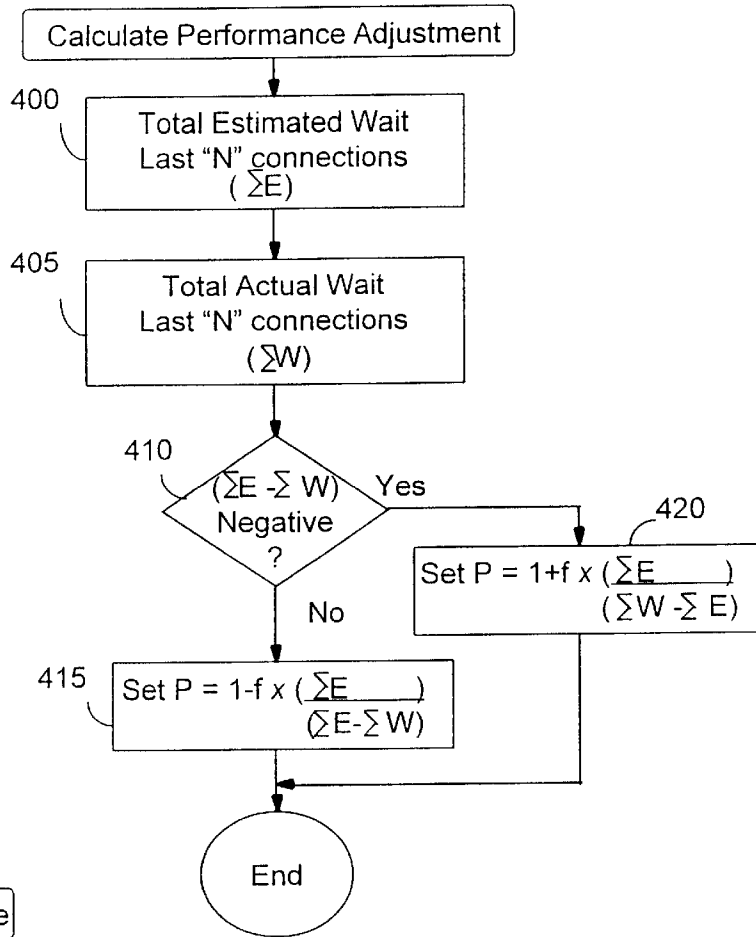 Calculate Performance Adjustment
400
Total Estimated Wait
Last "N" connections
(∑E)
405
Total Actual Wait
Last "N" connections
(∑W)
410
(∑E -∑ W)
Negative
?
Yes
No
420
Set P = 1+f x (∑E )
(∑W -∑ E)
415
Set P = 1-f x (∑E )
(∑E-∑ W)
End
e